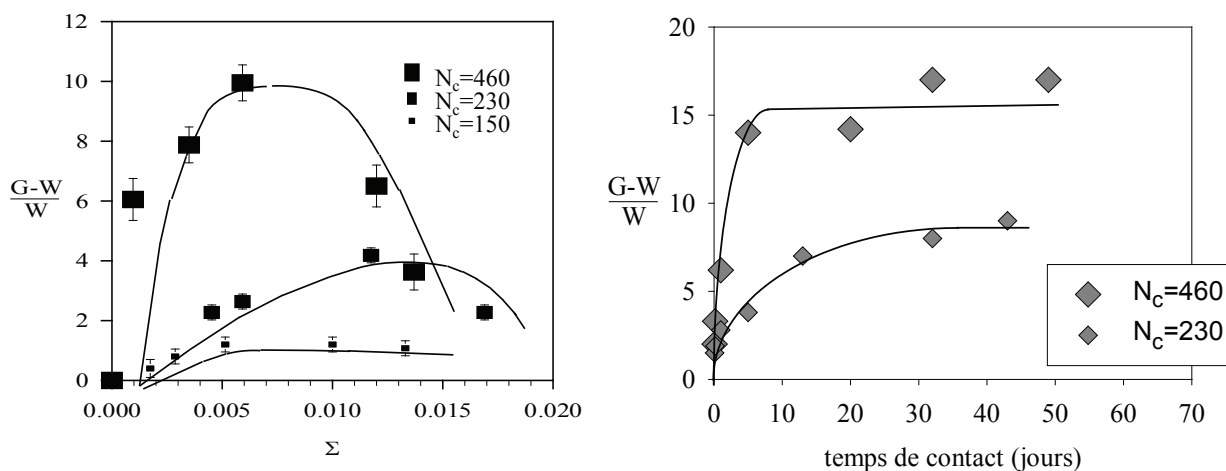 12
10
8
6
4
2
0
G-W
W
N_c=460
N_c=230
N_c=150
0.000 0.005 0.010 0.015 0.020
Σ
20
15
10
5
0
G-W
W
N_c=460
N_c=230
0 10 20 30 40 50 60 70
temps de contact (jours)